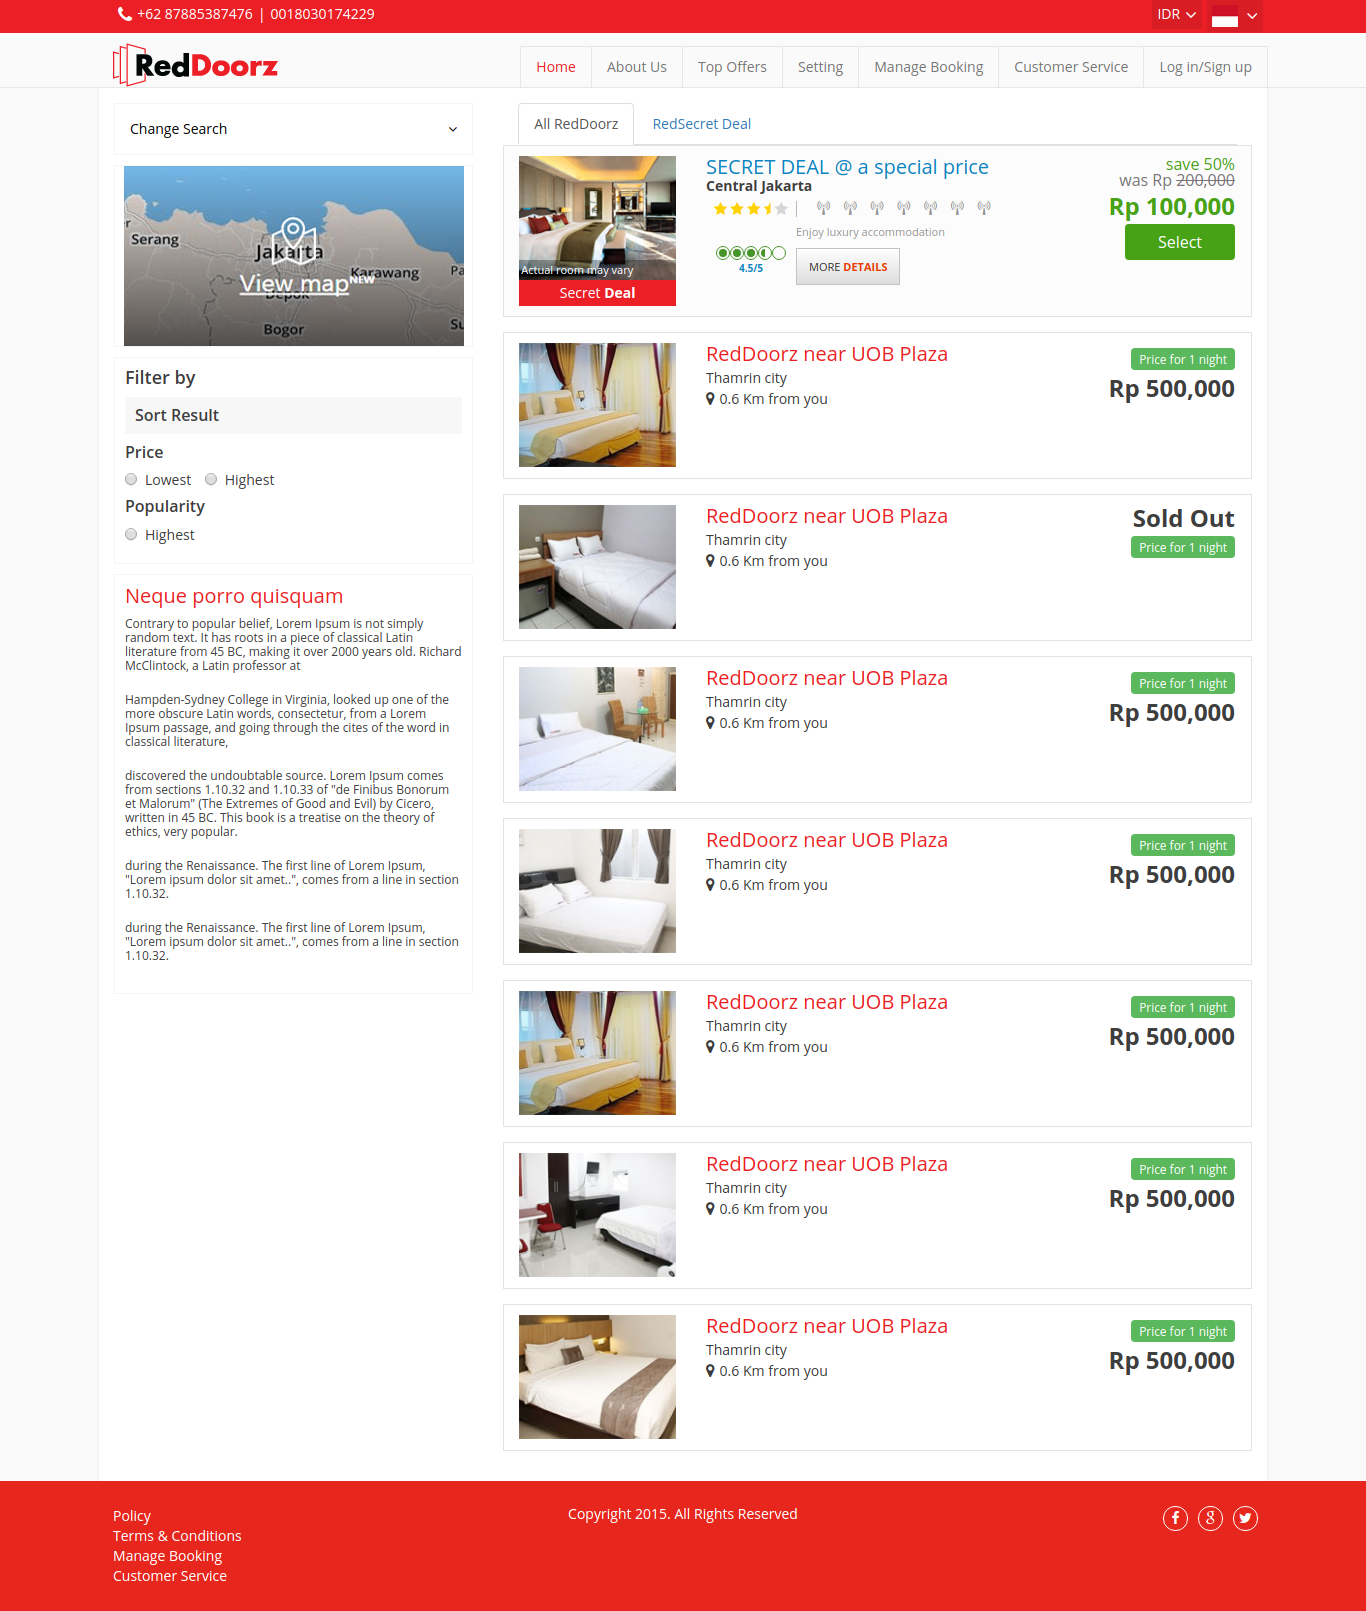 +62 87885387476 | 0018030174229
IDR
RedDoorz
Home
About Us
Top Offers
Setting
Manage Booking
Customer Service
Log in/Sign up
Change Search
Serang
Jakarta
Karawang
Pa
View map NEW
Depok
Bogor
Su
Filter by
Sort Result
Price
Lowest
Highest
Popularity
Highest
Neque porro quisquam
Contrary to popular belief, Lorem Ipsum is not simply
random text. It has roots in a piece of classical Latin
literature from 45 BC, making it over 2000 years old. Richard
McClintock, a Latin professor at
Hampden-Sydney College in Virginia, looked up one of the
more obscure Latin words, consectetur, from a Lorem
Ipsum passage, and going through the cites of the word in
classical literature,
discovered the undoubtable source. Lorem Ipsum comes
from sections 1.10.32 and 1.10.33 of "de Finibus Bonorum
et Malorum" (The Extremes of Good and Evil) by Cicero,
written in 45 BC. This book is a treatise on the theory of
ethics, very popular.
during the Renaissance. The first line of Lorem Ipsum,
"Lorem ipsum dolor sit amet..", comes from a line in section
1.10.32.
during the Renaissance. The first line of Lorem Ipsum,
"Lorem ipsum dolor sit amet..", comes from a line in section
1.10.32.
All RedDoorz
RedSecret Deal
Actual room may vary
Secret Deal
SECRET DEAL @ a special price
Central Jakarta
Enjoy luxury accommodation
4.5/5
MORE DETAILS
save 50%
was Rp 200,000
Rp 100,000
Select
RedDoorz near UOB Plaza
Thamrin city
0.6 Km from you
Price for 1 night
Rp 500,000
RedDoorz near UOB Plaza
Thamrin city
0.6 Km from you
Sold Out
Price for 1 night
RedDoorz near UOB Plaza
Thamrin city
0.6 Km from you
Price for 1 night
Rp 500,000
RedDoorz near UOB Plaza
Thamrin city
0.6 Km from you
Price for 1 night
Rp 500,000
RedDoorz near UOB Plaza
Thamrin city
0.6 Km from you
Price for 1 night
Rp 500,000
RedDoorz near UOB Plaza
Thamrin city
0.6 Km from you
Price for 1 night
Rp 500,000
RedDoorz near UOB Plaza
Thamrin city
0.6 Km from you
Price for 1 night
Rp 500,000
Policy
Terms & Conditions
Manage Booking
Customer Service
Copyright 2015. All Rights Reserved